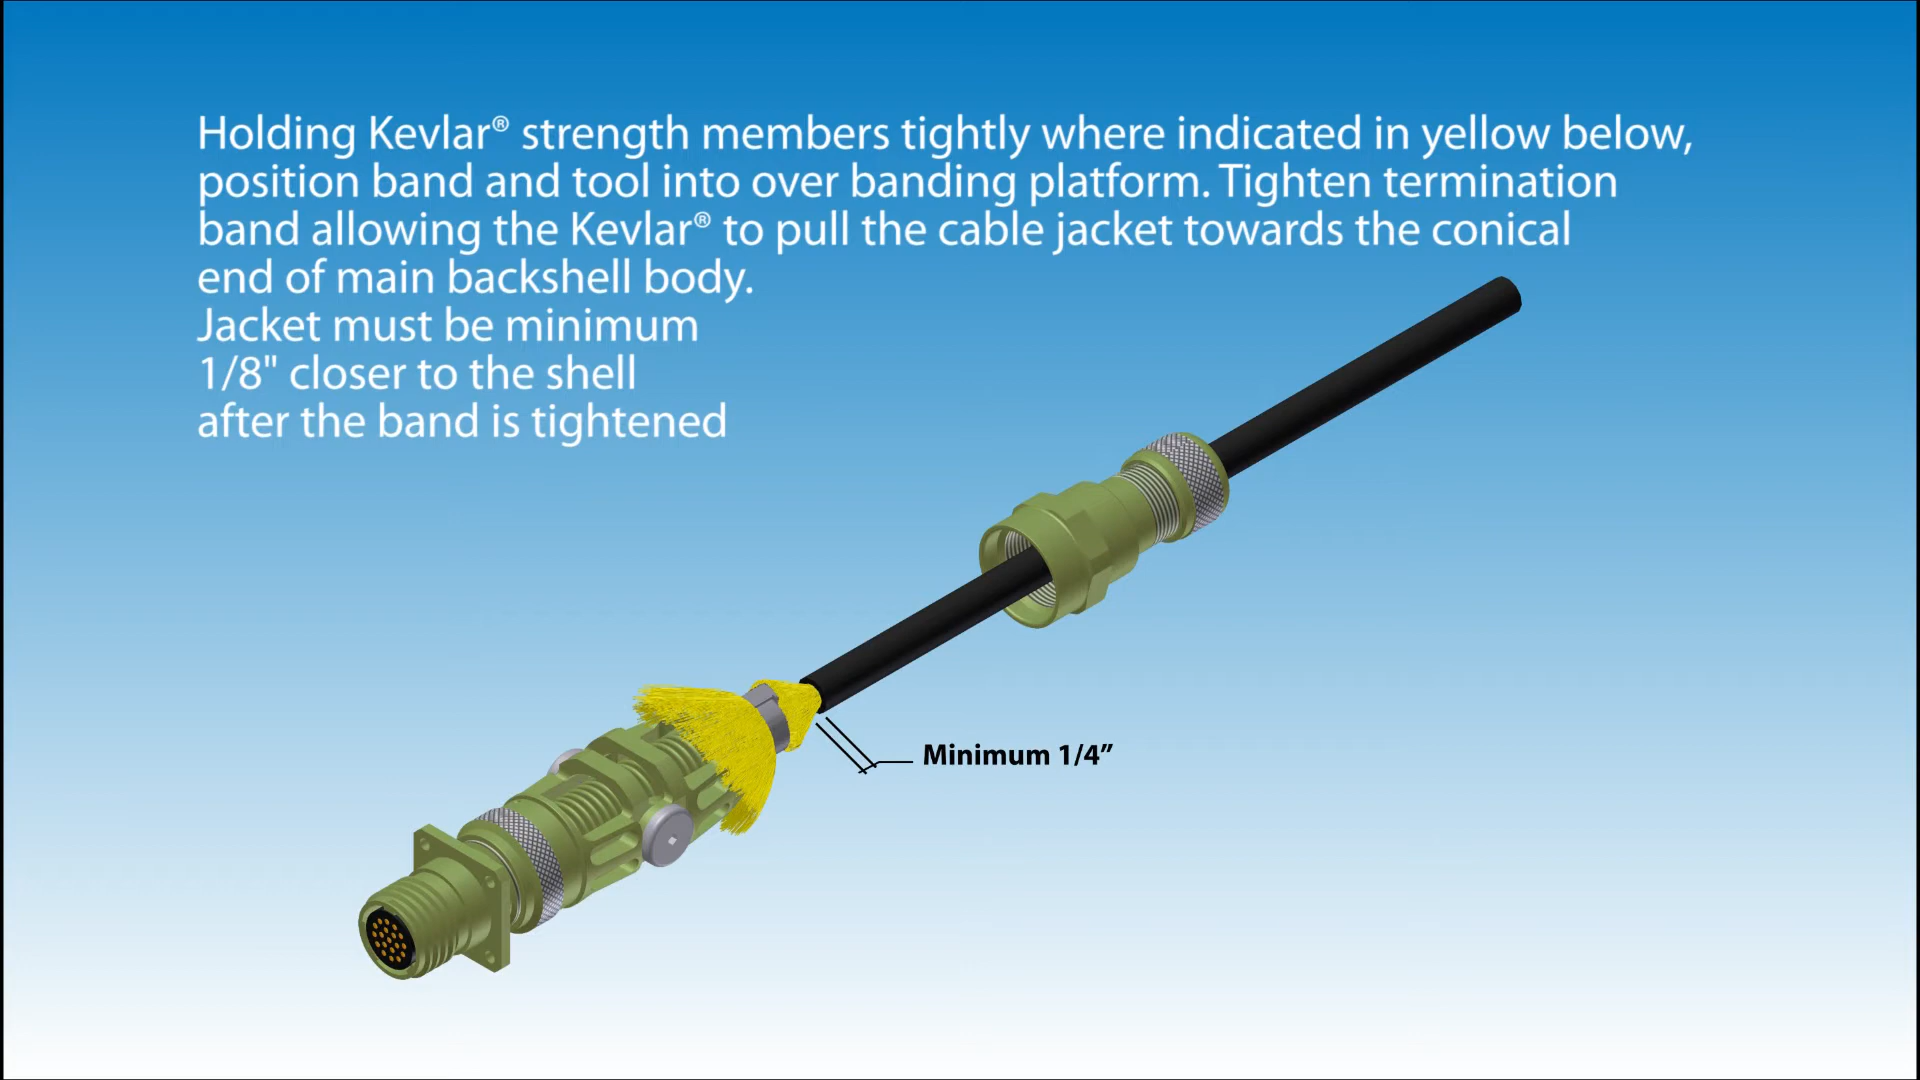 Holding Kevlar® strength members tightly where indicated in yellow below,
position band and tool into over banding platform. Tighten termination
band allowing the Kevlar® to pull the cable jacket towards the conical
end of main backshell body.
Jacket must be minimum
1/8" closer to the shell
after the band is tightened
Minimum 1/4”